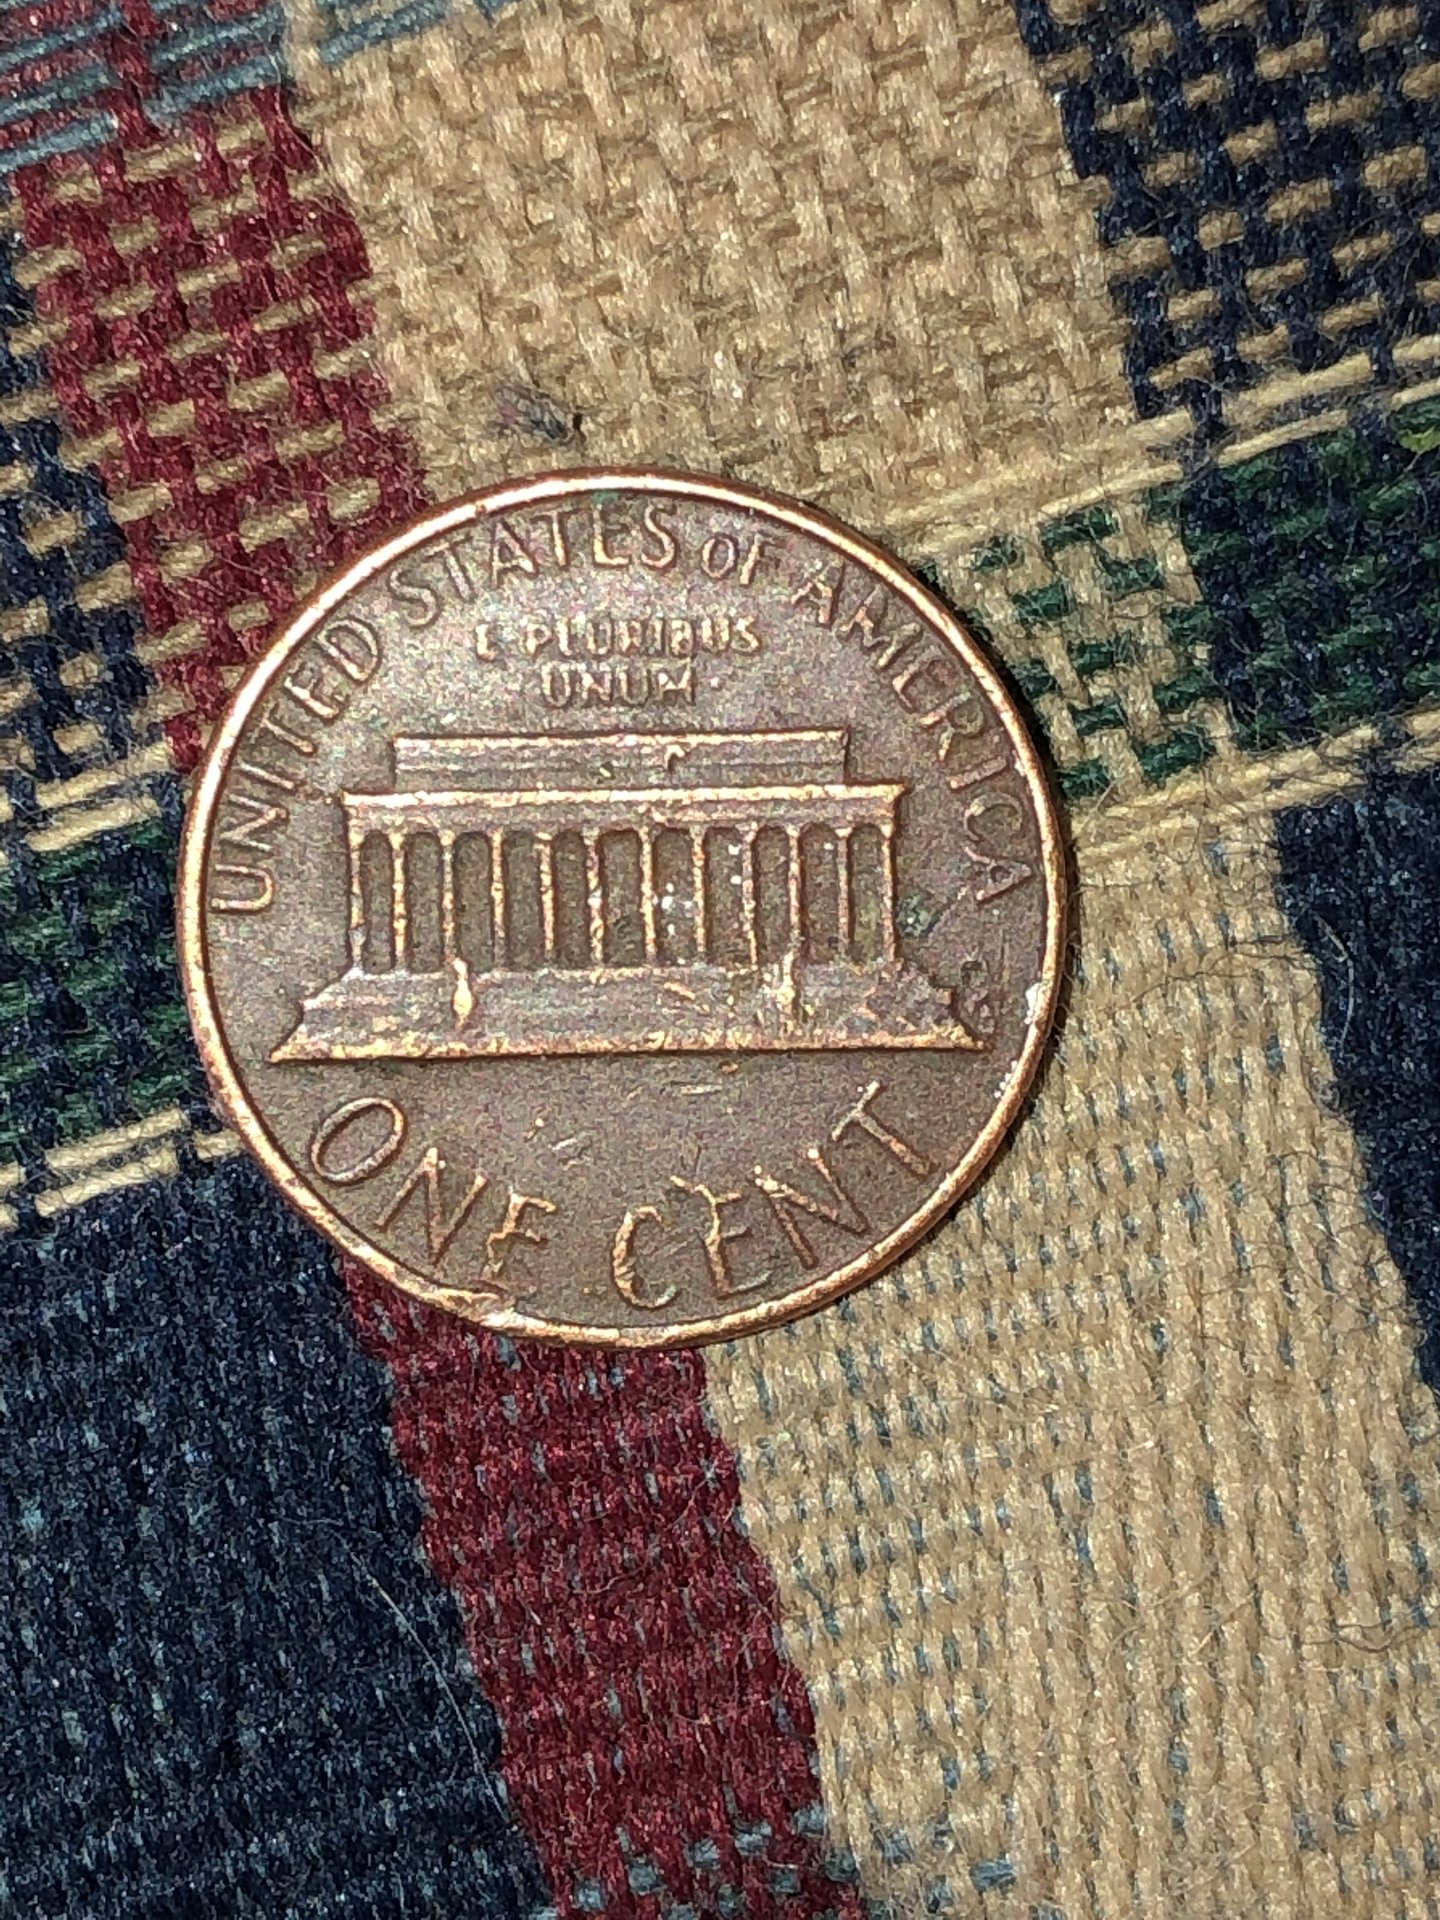 UNITED STATES OF AMERICA
E PLURIBUS
UNUM
ONE CENT